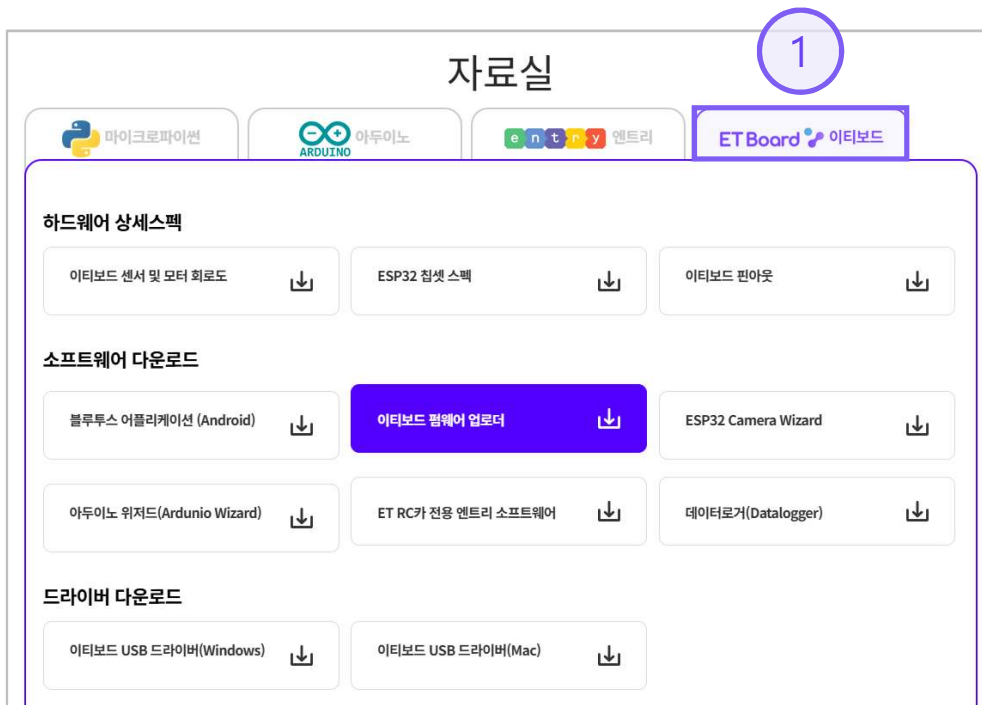 1
자료실
마이크로파이썬
ARDUINO 아두이노
entry 엔트리
ET Board 이티보드
하드웨어 상세스펙
이티보드 센서 및 모터 회로도
ESP32 칩셋 스펙
이티보드 핀아웃
소프트웨어 다운로드
블루투스 어플리케이션 (Android)
이티보드 펌웨어 업로더
ESP32 Camera Wizard
아두이노 위저드(Ardunio Wizard)
ET RC카 전용 엔트리 소프트웨어
데이터로거(Datalogger)
드라이버 다운로드
이티보드 USB 드라이버(Windows)
이티보드 USB 드라이버(Mac)